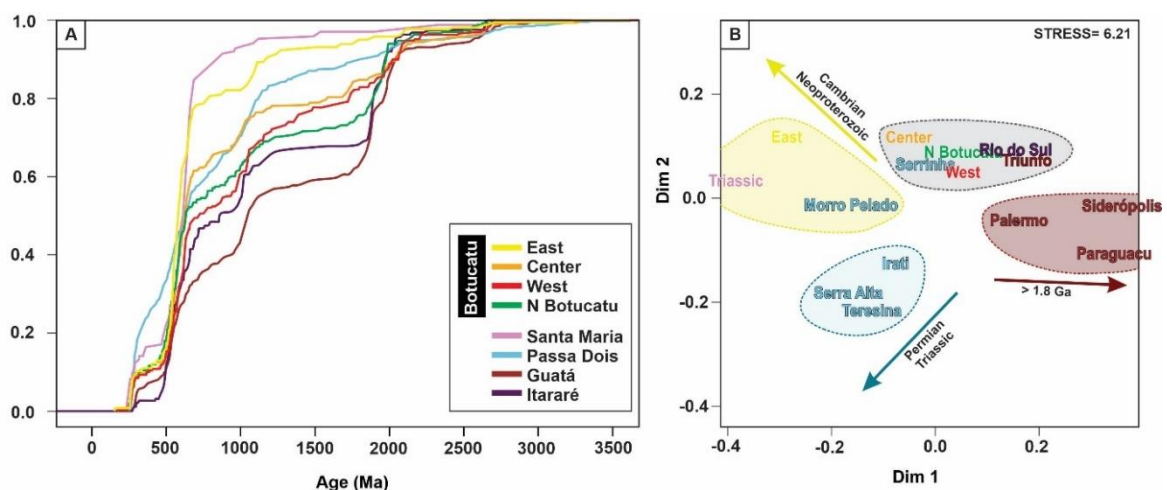 A
1.0
0.8
0.6
0.4
0.2
0.0
0
500
1000
1500
2000
2500
3000
3500
Age (Ma)
Botucatu
East
Center
West
N Botucatu
Santa Maria
Passa Dois
Guatá
Itararé
B
STRESS= 6.21
Cambrian
Neoproterozoic
East
Center
N Botucatu
Rio do Sul
Serrinha
West
Triunfo
Triassic
Morro Pelado
Palermo
Siderópolis
Paraguacu
> 1.8 Ga
Irati
Serra Alta
Teresina
Permian
Triassic
0.2
0.0
-0.2
-0.4
Dim 2
-0.4
-0.2
0.0
0.2
Dim 1